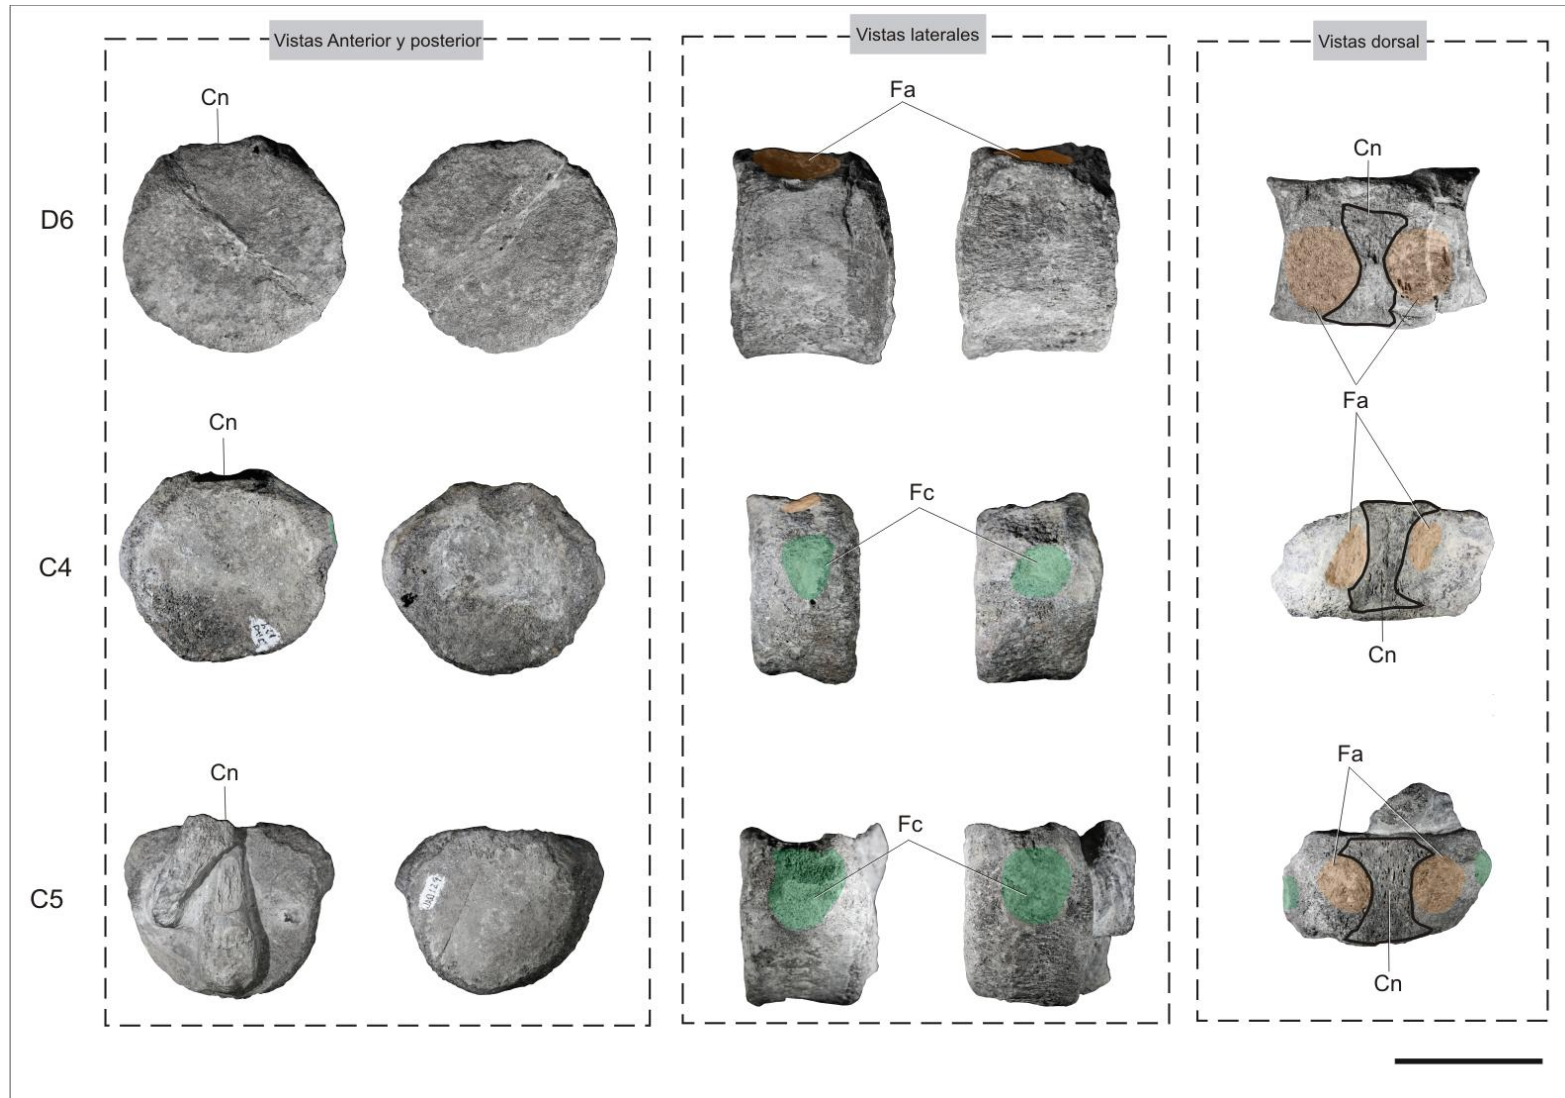 Vistas Anterior y posterior
Vistas laterales
Vistas dorsal
Cn
Fa
Cn
D6
Fa
Cn
Fc
C4
Cn
Fa
Cn
Fc
C5
Cn